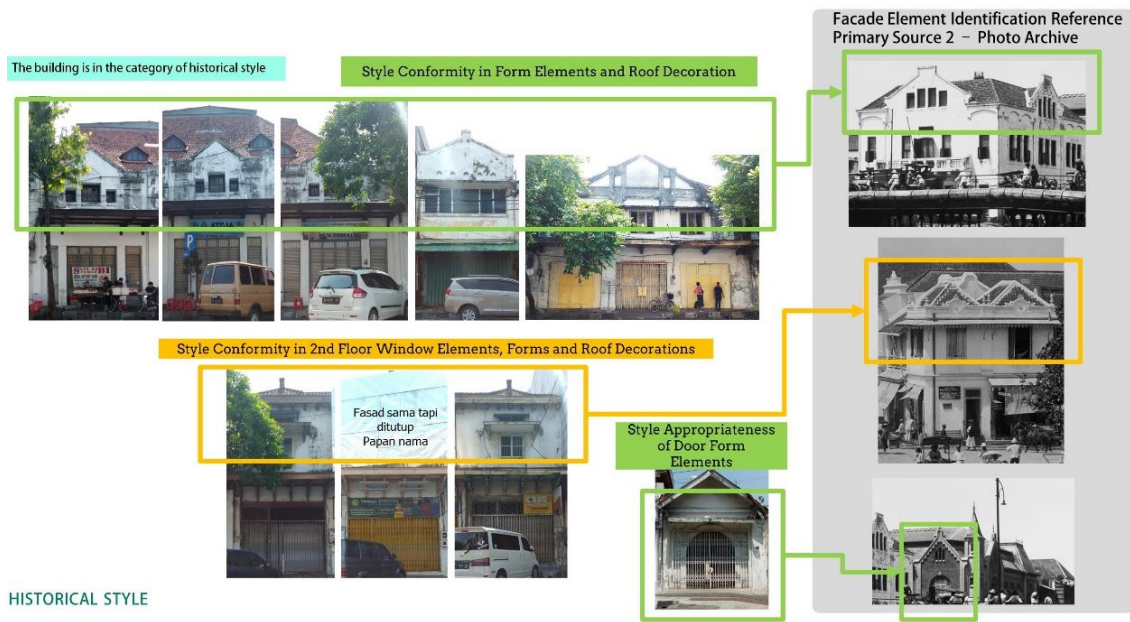 Facade Element Identification Reference
Primary Source 2 – Photo Archive
The building is in the category of historical style
Style Conformity in Form Elements and Roof Decoration
Style Conformity in 2nd Floor Window Elements, Forms and Roof Decorations
Fasad sama tapi
ditutup
Papan nama
Style Appropriateness
of Door Form
Elements
HISTORICAL STYLE
P